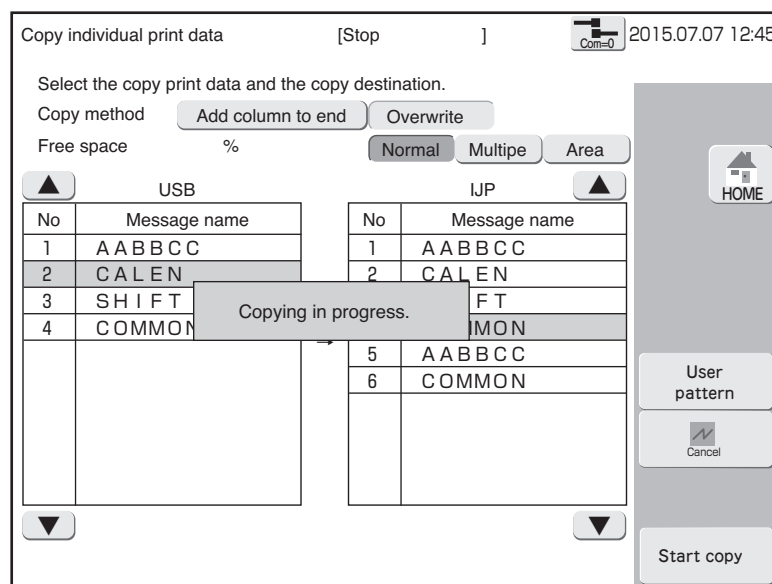 Copy individual print data [Stop ] Com=0 2015.07.07 12:45
Select the copy print data and the copy destination.
Copy method Add column to end Overwrite
Free space % Normal Multipe Area
USB IJP
HOME
No Message name No Message name
1 AABBCC 1 AABBCC
2 CALEN 2 CALEN
3 SHIFT FT
Copying in progress.
4 COMMON MMON
→
5 AABBCC
6 COMMON
User
pattern
Cancel
Start copy